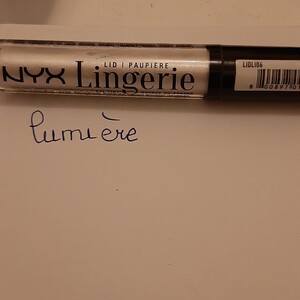 LID | PAUPIÈRE
NYX Lingerie
LIDLI06
lumière